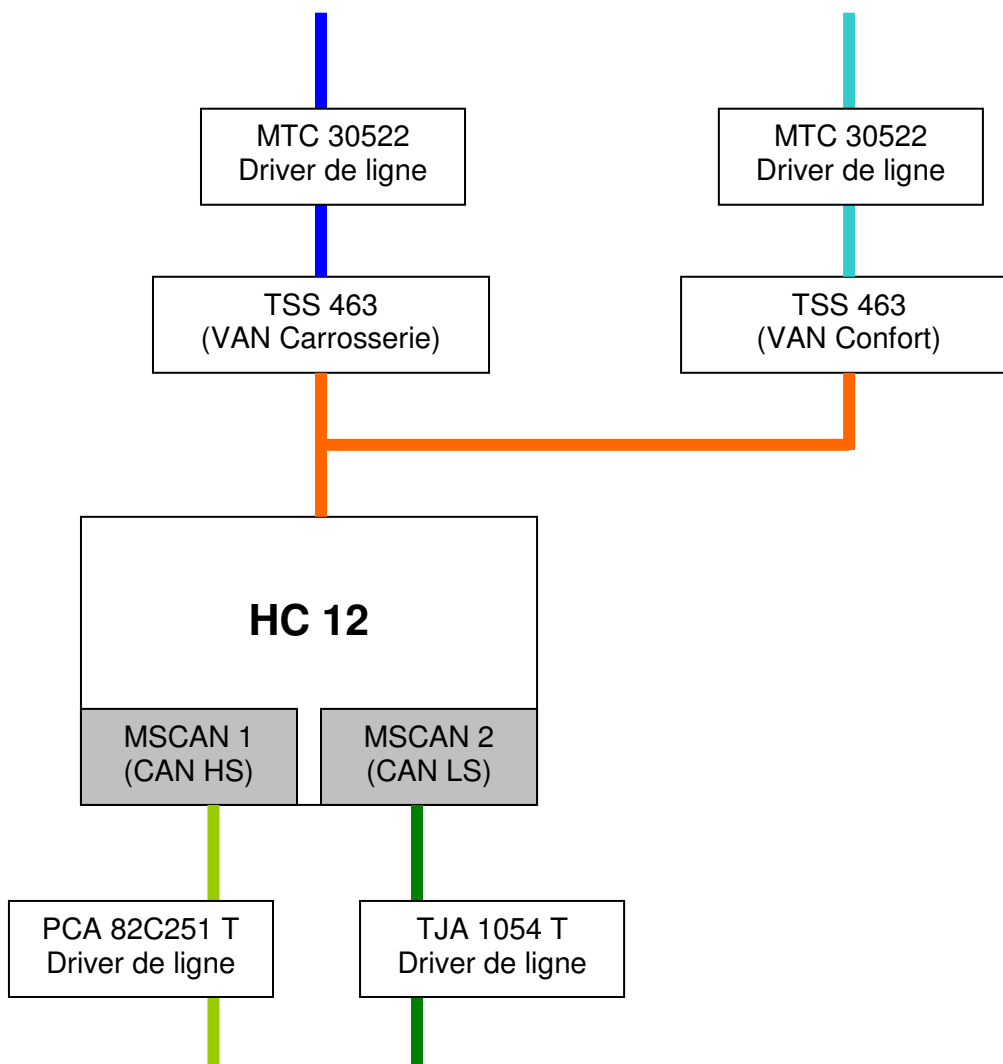 MTC 30522
Driver de ligne
MTC 30522
Driver de ligne
TSS 463
(VAN Carrosserie)
TSS 463
(VAN Confort)
HC 12
MSCAN 1
(CAN HS)
MSCAN 2
(CAN LS)
PCA 82C251 T
Driver de ligne
TJA 1054 T
Driver de ligne